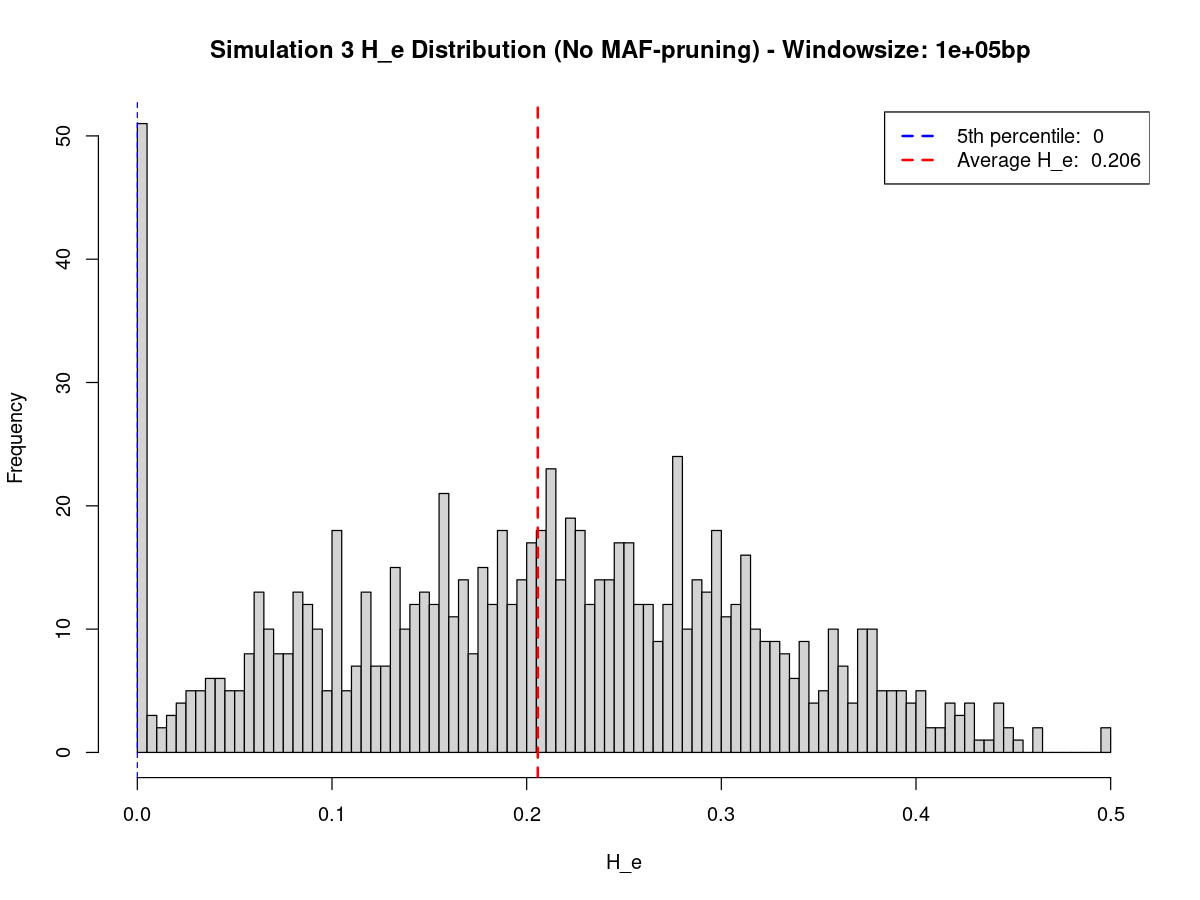 Simulation 3 H_e Distribution (No MAF-pruning) - Windowsize: 1e+05bp
5th percentile:  0
Average H_e:  0.206
Frequency
50
40
30
20
10
0
0.0 0.1 0.2 0.3 0.4 0.5
H_e